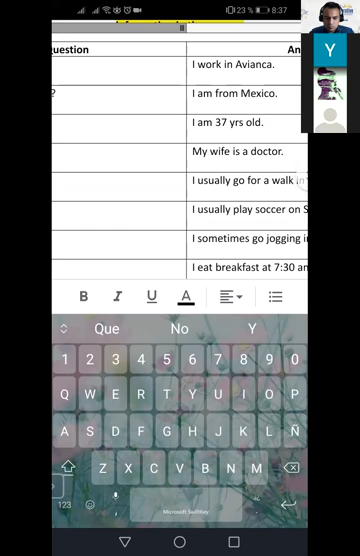 23 % 8:37
uestion An
I work in Avianca.
? I am from Mexico.
I am 37 yrs old.
My wife is a doctor.
I usually go for a walk in
I usually play soccer on S
I sometimes go jogging i
I eat breakfast at 7:30 am
B I U A
Que No Y
1 2 3 4 5 6 7 8 9 0
Q W E R T Y U I O P
A S D F G H J K L Ñ
Z X C V B N M
123 , Microsoft SwiftKey
Y